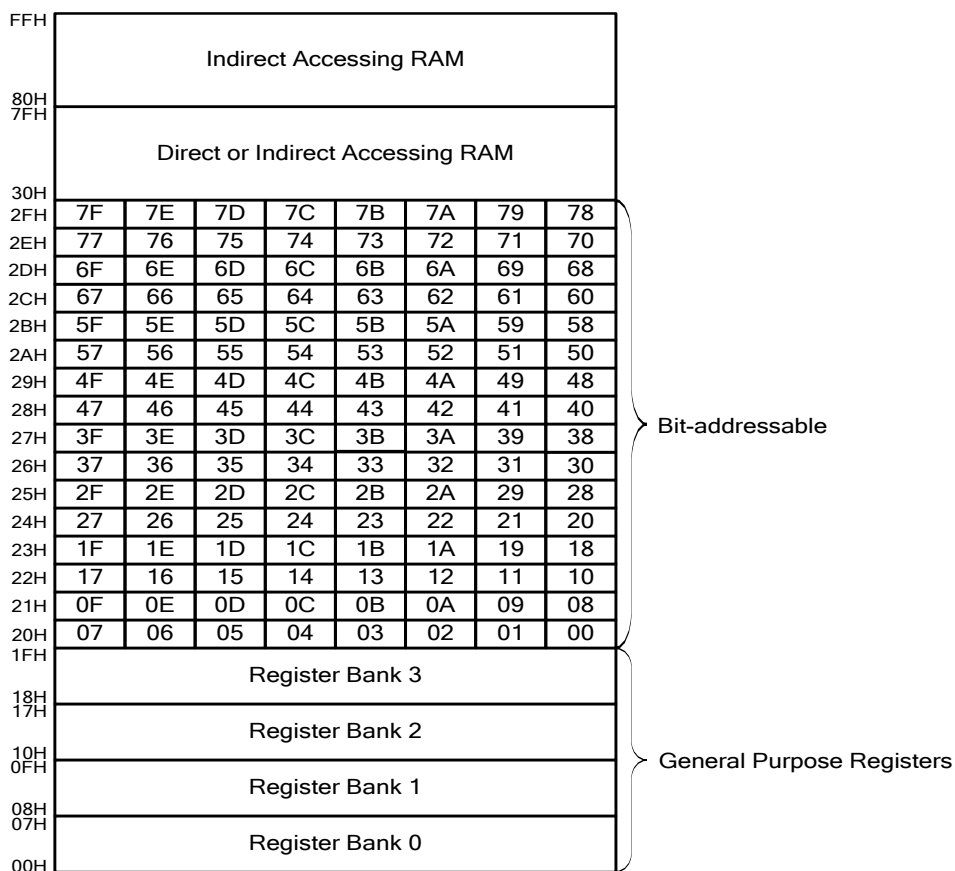 FFH
Indirect Accessing RAM
80H
7FH
Direct or Indirect Accessing RAM
30H
2FH 7F 7E 7D 7C 7B 7A 79 78
2EH 77 76 75 74 73 72 71 70
2DH 6F 6E 6D 6C 6B 6A 69 68
2CH 67 66 65 64 63 62 61 60
2BH 5F 5E 5D 5C 5B 5A 59 58
2AH 57 56 55 54 53 52 51 50
29H 4F 4E 4D 4C 4B 4A 49 48
28H 47 46 45 44 43 42 41 40
Bit-addressable
27H 3F 3E 3D 3C 3B 3A 39 38
26H 37 36 35 34 33 32 31 30
25H 2F 2E 2D 2C 2B 2A 29 28
24H 27 26 25 24 23 22 21 20
23H 1F 1E 1D 1C 1B 1A 19 18
22H 17 16 15 14 13 12 11 10
21H 0F 0E 0D 0C 0B 0A 09 08
20H 07 06 05 04 03 02 01 00
1FH
Register Bank 3
18H
17H
Register Bank 2
10H
0FH
General Purpose Registers
Register Bank 1
08H
07H
Register Bank 0
00H